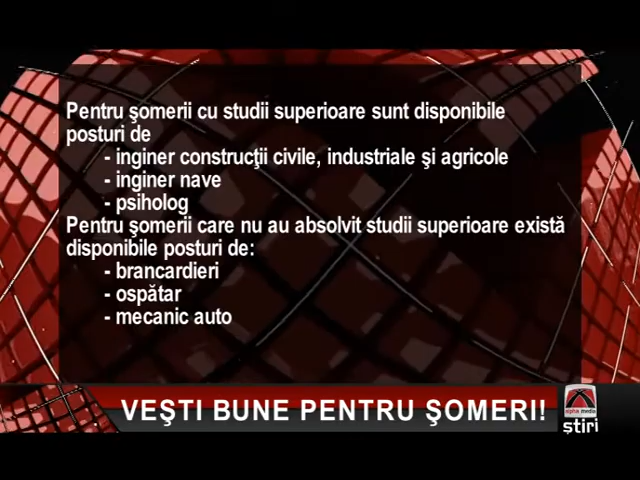 Pentru şomerii cu studii superioare sunt disponibile
posturi de
- inginer construcţii civile, industriale şi agricole
- inginer nave
- psiholog
Pentru şomerii care nu au absolvit studii superioare există
disponibile posturi de:
- brancardieri
- ospătar
- mecanic auto
VEŞTI BUNE PENTRU ŞOMERI!
alpha media
ştiri